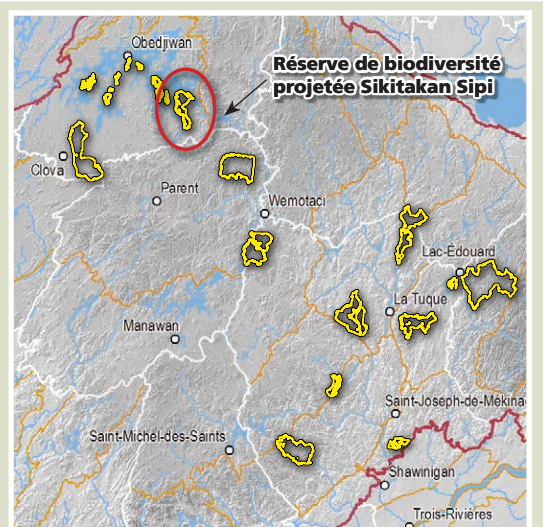 Obedjiwan
Réserve de biodiversité
projetée Sikitakan Sipi
Clova
Parent
Wemotaci
Lac-Édouard
La Tuque
Manawan
Saint-Joseph-de-Mékina
Saint-Michel-des-Saints
Shawinigan
Trois-Rivières